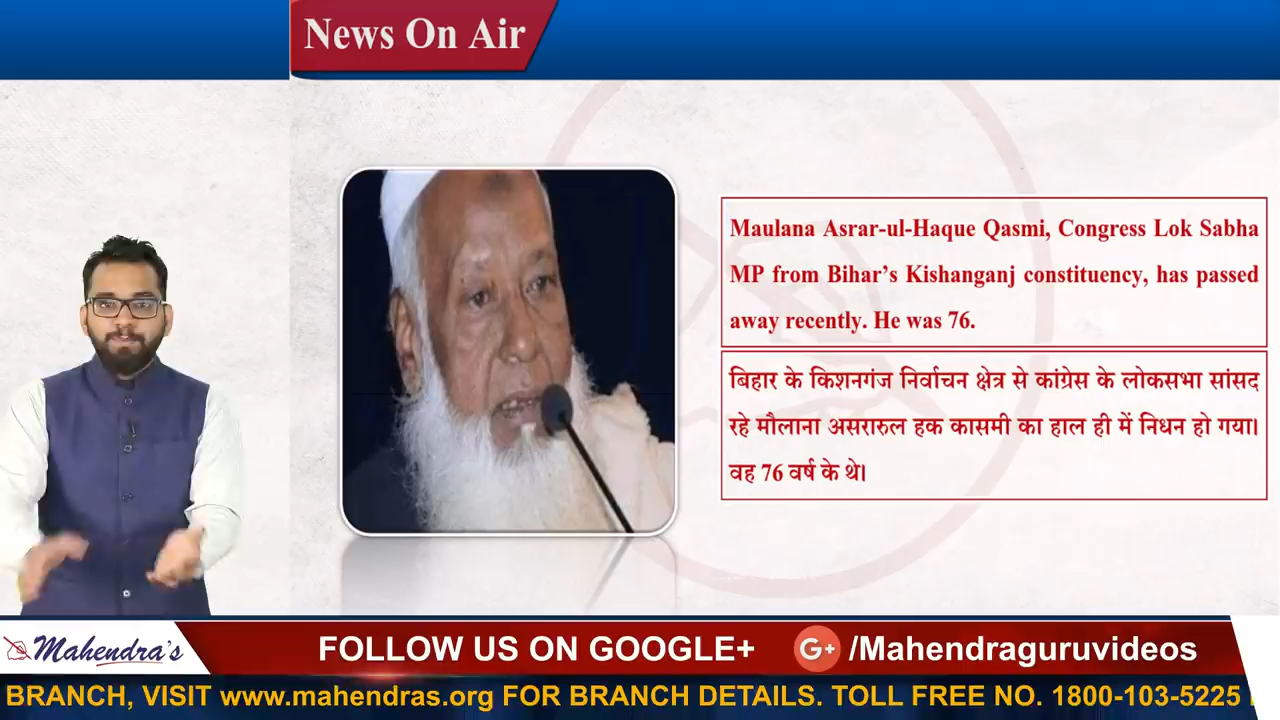 News On Air
Maulana Asrar-ul-Haque Qasmi, Congress Lok Sabha
MP from Bihar's Kishanganj constituency, has passed
away recently. He was 76.
बिहार के किशनगंज निर्वाचन क्षेत्र से कांग्रेस के लोकसभा सांसद
रहे मौलाना असरारुल हक कासमी का हाल ही में निधन हो गया।
वह 76 वर्ष के थे।
Mahendra's
FOLLOW US ON GOOGLE+
G+ /Mahendraguruvideos
BRANCH, VISIT www.mahendras.org FOR BRANCH DETAILS. TOLL FREE NO. 1800-103-5225